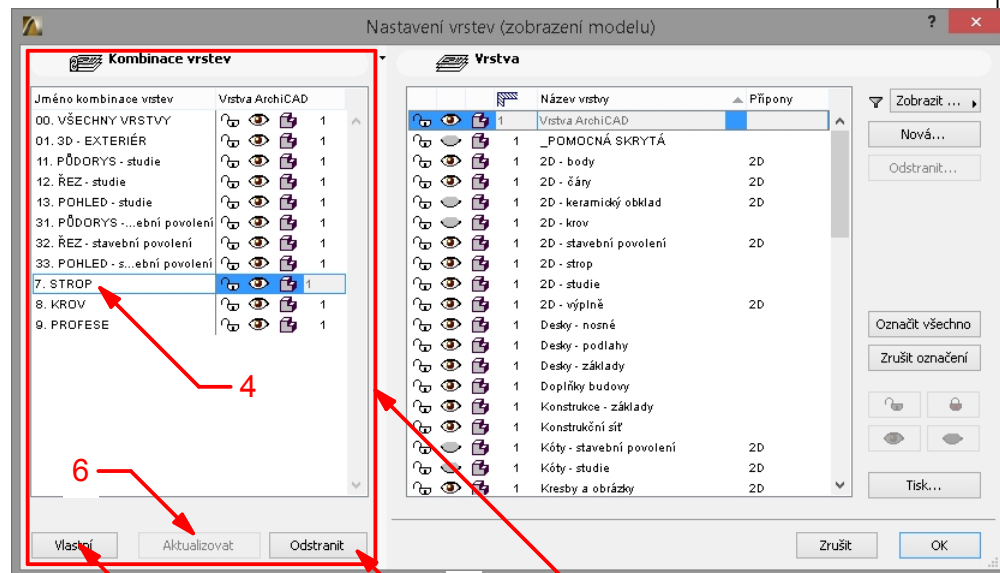 Nastavení vrstev (zobrazení modelu)
?
×
Kombinace vrstev
Vrstva
Jméno kombinace vrstev Vrstva ArchiCAD
00. VŠECHNY VRSTVY 1
01. 3D - EXTERIÉR 1
11. PŮDORYS - studie 1
12. ŘEZ - studie 1
13. POHLED - studie 1
31. PŮDORYS -...ební povolení 1
32. ŘEZ - stavební povolení 1
33. POHLED - s...ební povolení 1
7. STROP 1
8. KROV 1
9. PROFESE 1
4
6
Vlastní
Aktualizovat
Odstranit
Název vrstvy Přípony
1 Vrstva ArchiCAD
1 _POMOCNÁ SKRYTÁ
1 2D - body 2D
1 2D - čáry 2D
1 2D - keramický obklad 2D
1 2D - krov
1 2D - stavební povolení 2D
1 2D - strop
1 2D - studie
1 2D - výplně 2D
1 Desky - nosné
1 Desky - podlahy
1 Desky - základy
1 Doplňky budovy
1 Konstrukce - základy
1 Konstrukční síť
1 Kóty - stavební povolení 2D
1 Kóty - studie 2D
1 Kresby a obrázky 2D
Zobrazit ...
Nová...
Odstranit...
Označit všechno
Zrušit označení
Tisk...
Zrušit
OK